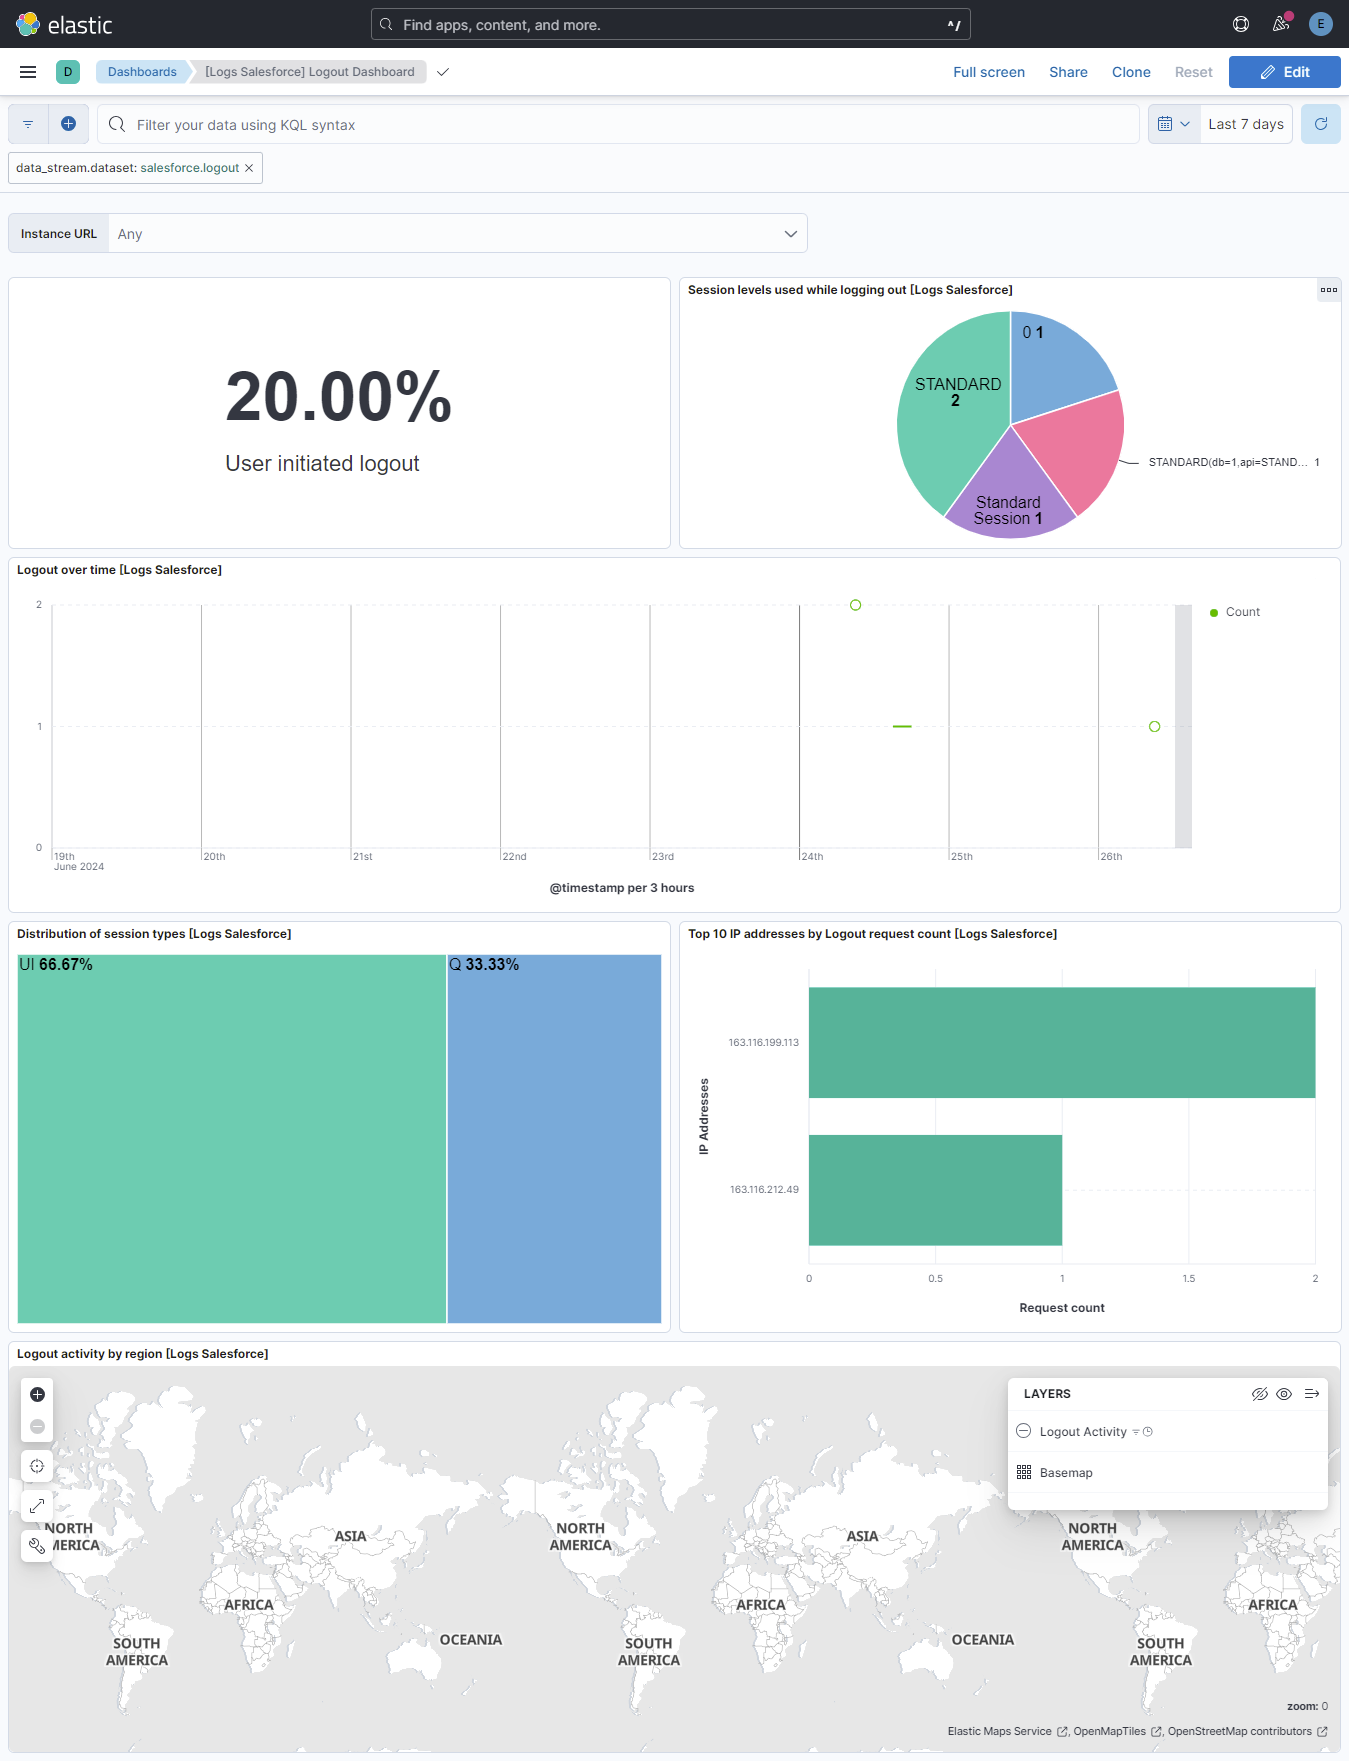 elastic
Find apps, content, and more.
^/
E
D
Dashboards
[Logs Salesforce] Logout Dashboard
Full screen
Share
Clone
Reset
Edit
Filter your data using KQL syntax
Last 7 days
data_stream.dataset: salesforce.logout
Instance URL
Any
20.00%
User initiated logout
Session levels used while logging out [Logs Salesforce]
0 1
STANDARD
2
STANDARD(db=1,api=STAND... 1
Standard
Session 1
Logout over time [Logs Salesforce]
2
1
0
Count
19th
June 2024
20th
21st
22nd
23rd
24th
25th
26th
@timestamp per 3 hours
Distribution of session types [Logs Salesforce]
UI 66.67%
Q 33.33%
Top 10 IP addresses by Logout request count [Logs Salesforce]
IP Addresses
163.116.199.113
163.116.212.49
0
0.5
1
1.5
2
Request count
Logout activity by region [Logs Salesforce]
LAYERS
Logout Activity
Basemap
NORTH
MERICA
ASIA
AFRICA
SOUTH
AMERICA
OCEANIA
NORTH
AMERICA
ASIA
AFRICA
SOUTH
AMERICA
OCEANIA
NORTH
AMERICA
AFRICA
SOUTH
AMERICA
zoom: 0
Elastic Maps Service , OpenMapTiles , OpenStreetMap contributors